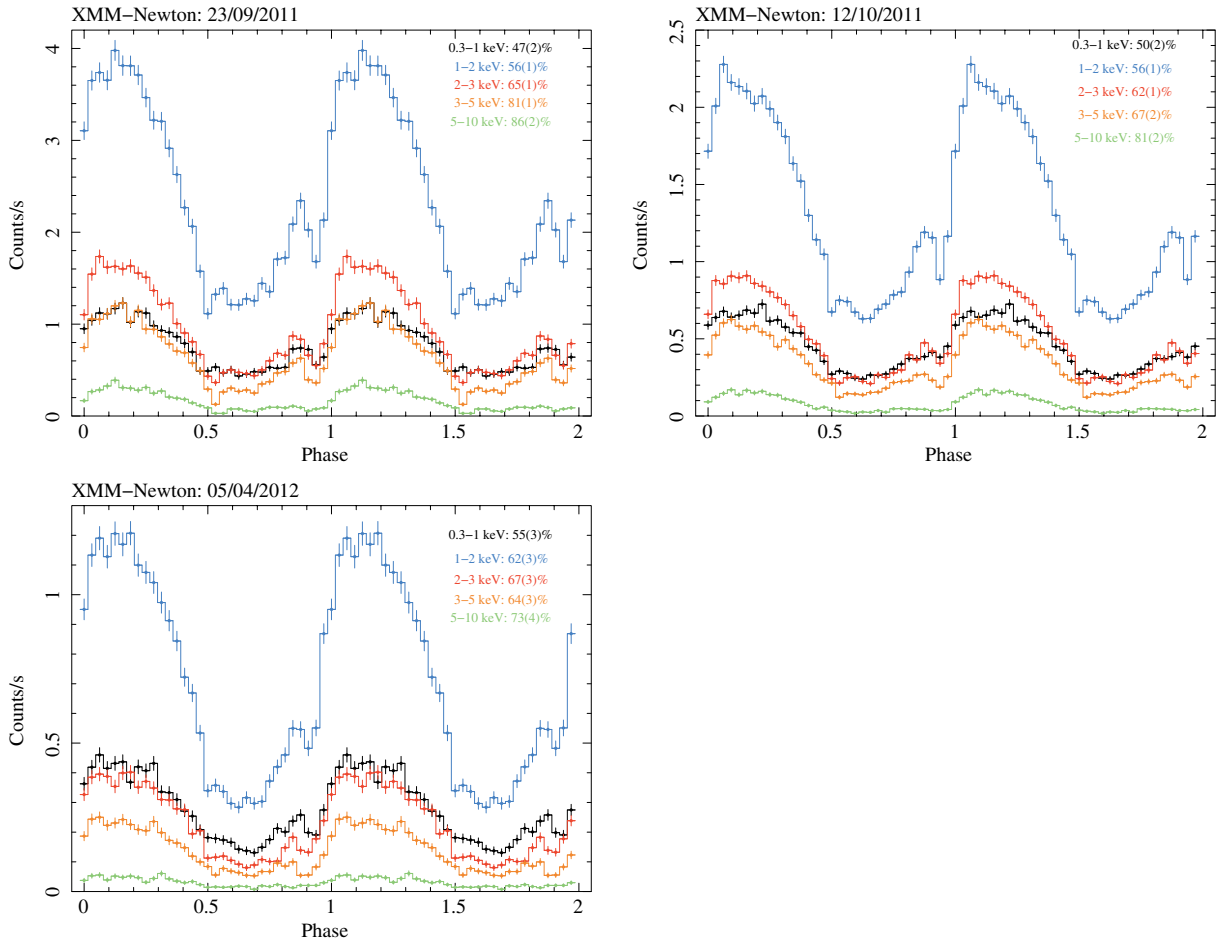 XMM−Newton: 23/09/2011
0.3−1 keV: 47(2)%
1−2 keV: 56(1)%
2−3 keV: 65(1)%
3−5 keV: 81(1)%
5−10 keV: 86(2)%
Counts/s
4
3
2
1
0
0
0.5
1
1.5
2
Phase
XMM−Newton: 12/10/2011
0.3−1 keV: 50(2)%
1−2 keV: 56(1)%
2−3 keV: 62(1)%
3−5 keV: 67(2)%
5−10 keV: 81(2)%
Counts/s
2.5
2
1.5
1
0.5
0
0
0.5
1
1.5
2
Phase
XMM−Newton: 05/04/2012
0.3−1 keV: 55(3)%
1−2 keV: 62(3)%
2−3 keV: 67(3)%
3−5 keV: 64(3)%
5−10 keV: 73(4)%
Counts/s
1
0.5
0
0
0.5
1
1.5
2
Phase